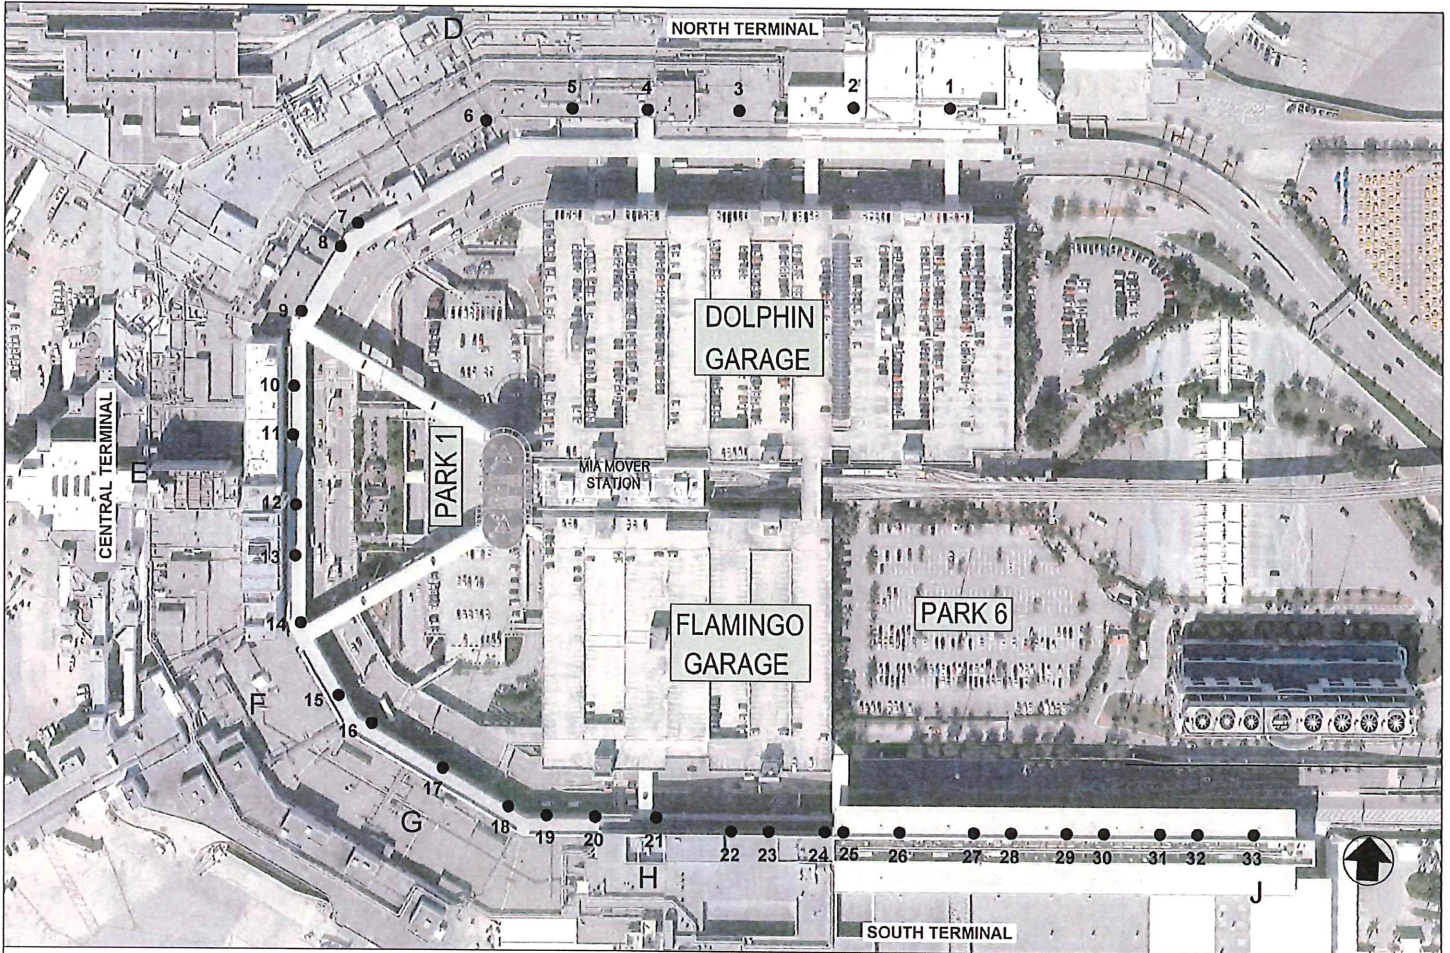 D
NORTH TERMINAL
1
2
3
4
5
6
7
8
9
10
11
12
13
14
15
16
17
18
19
20
21
22
23
24
25
26
27
28
29
30
31
32
33
DOLPHIN
GARAGE
CENTRAL TERMINAL
E
PARK 1
MIA MOVER
STATION
FLAMINGO
GARAGE
PARK 6
F
G
H
J
SOUTH TERMINAL